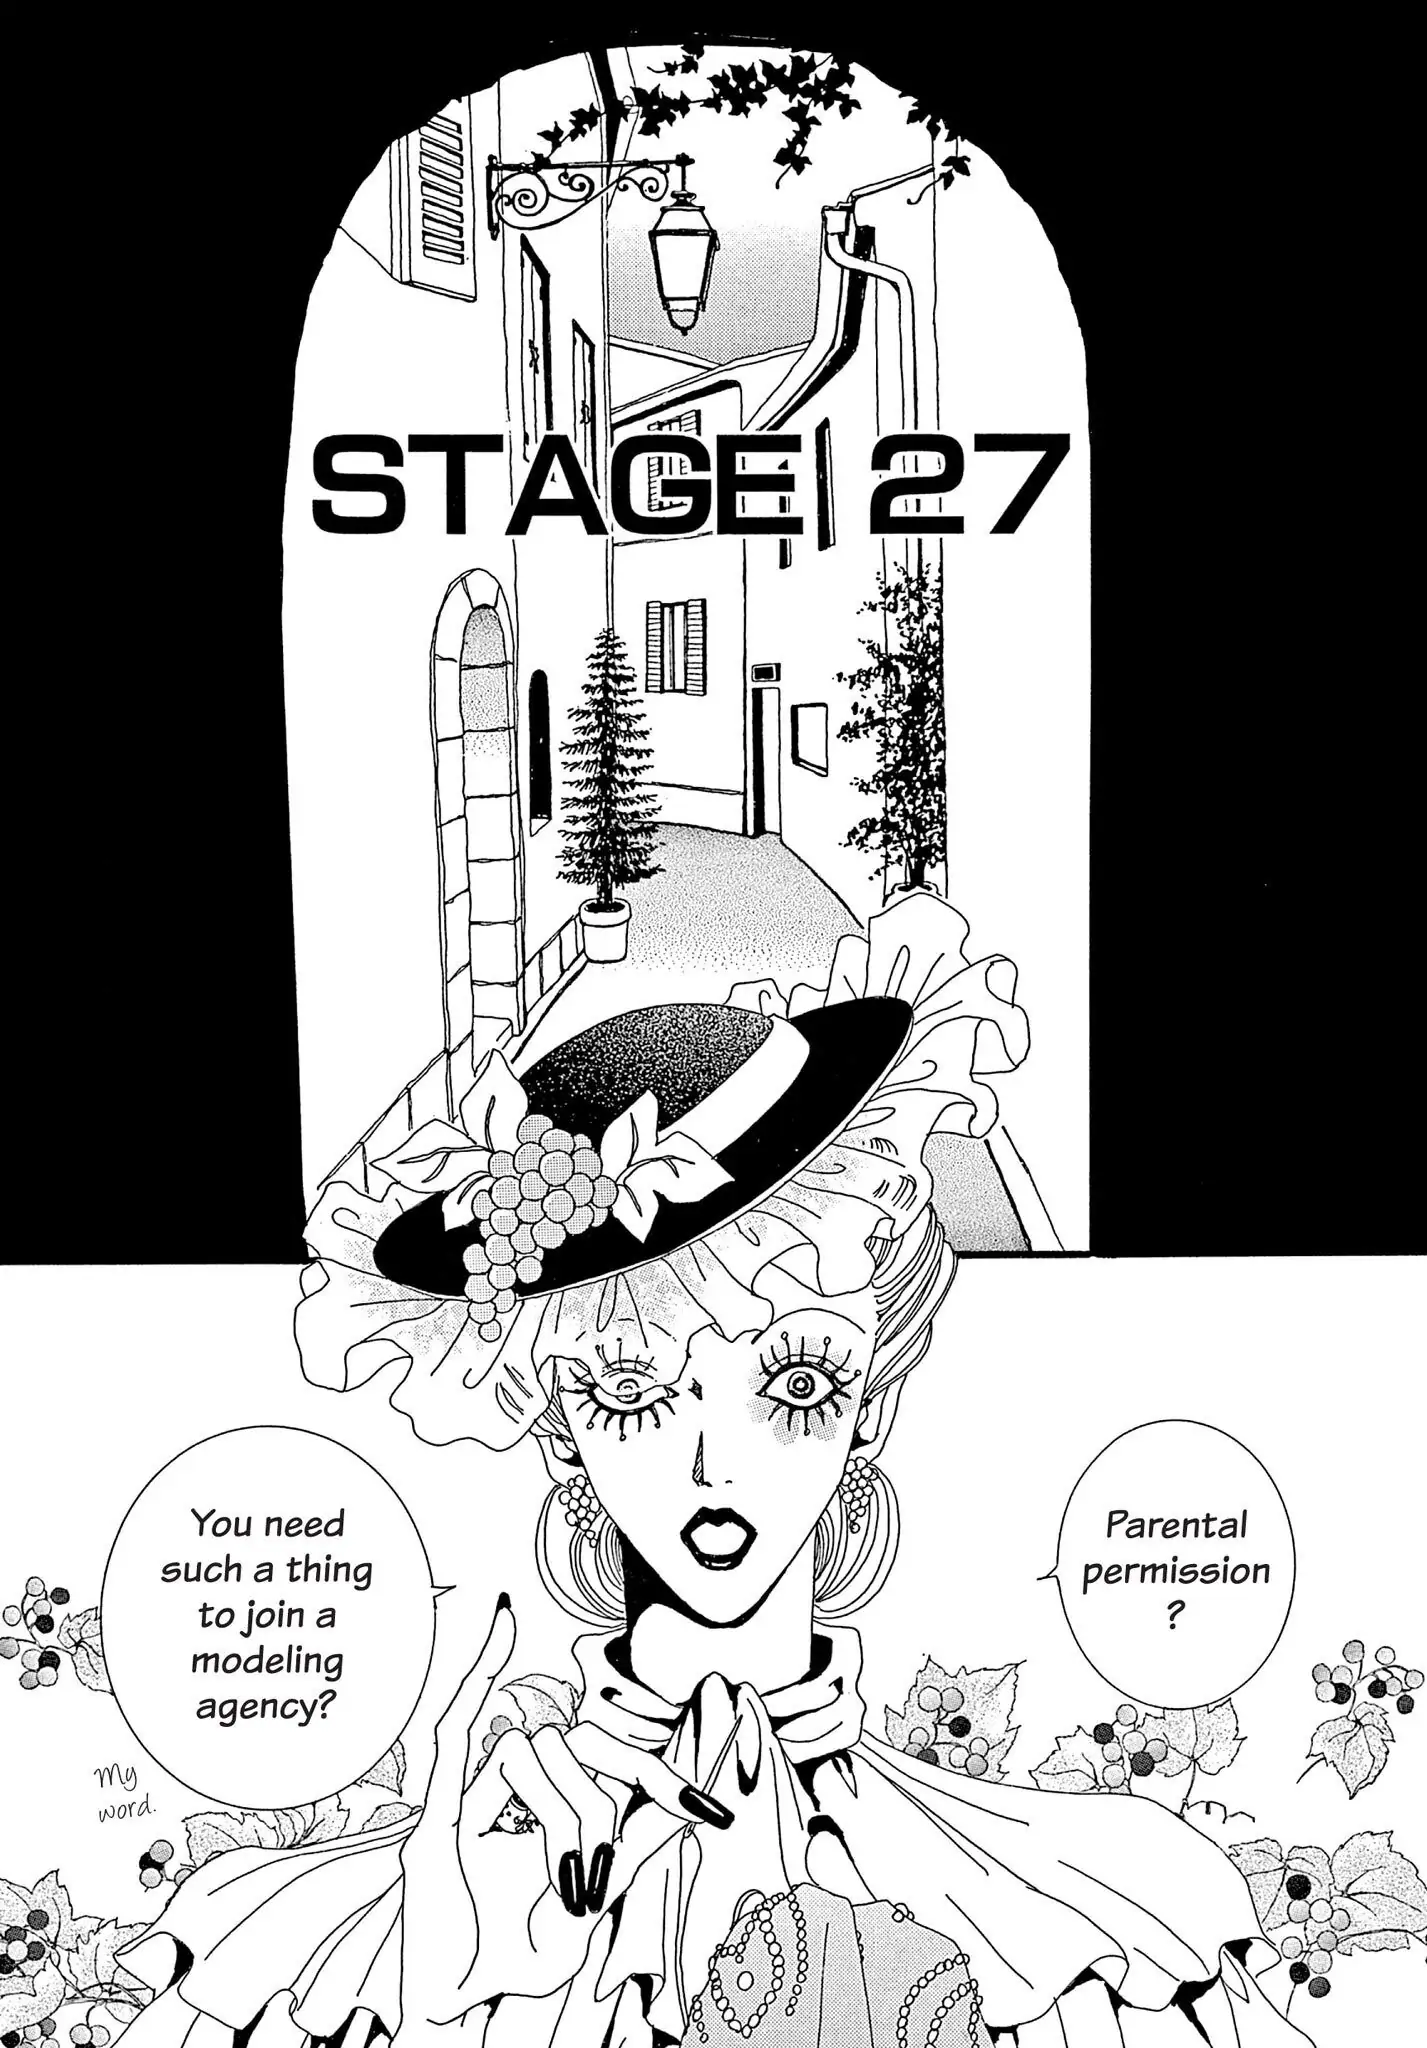 STAGE 27
Parental
permission
?
You need
such a thing
to join a
modeling
agency?
My
word.